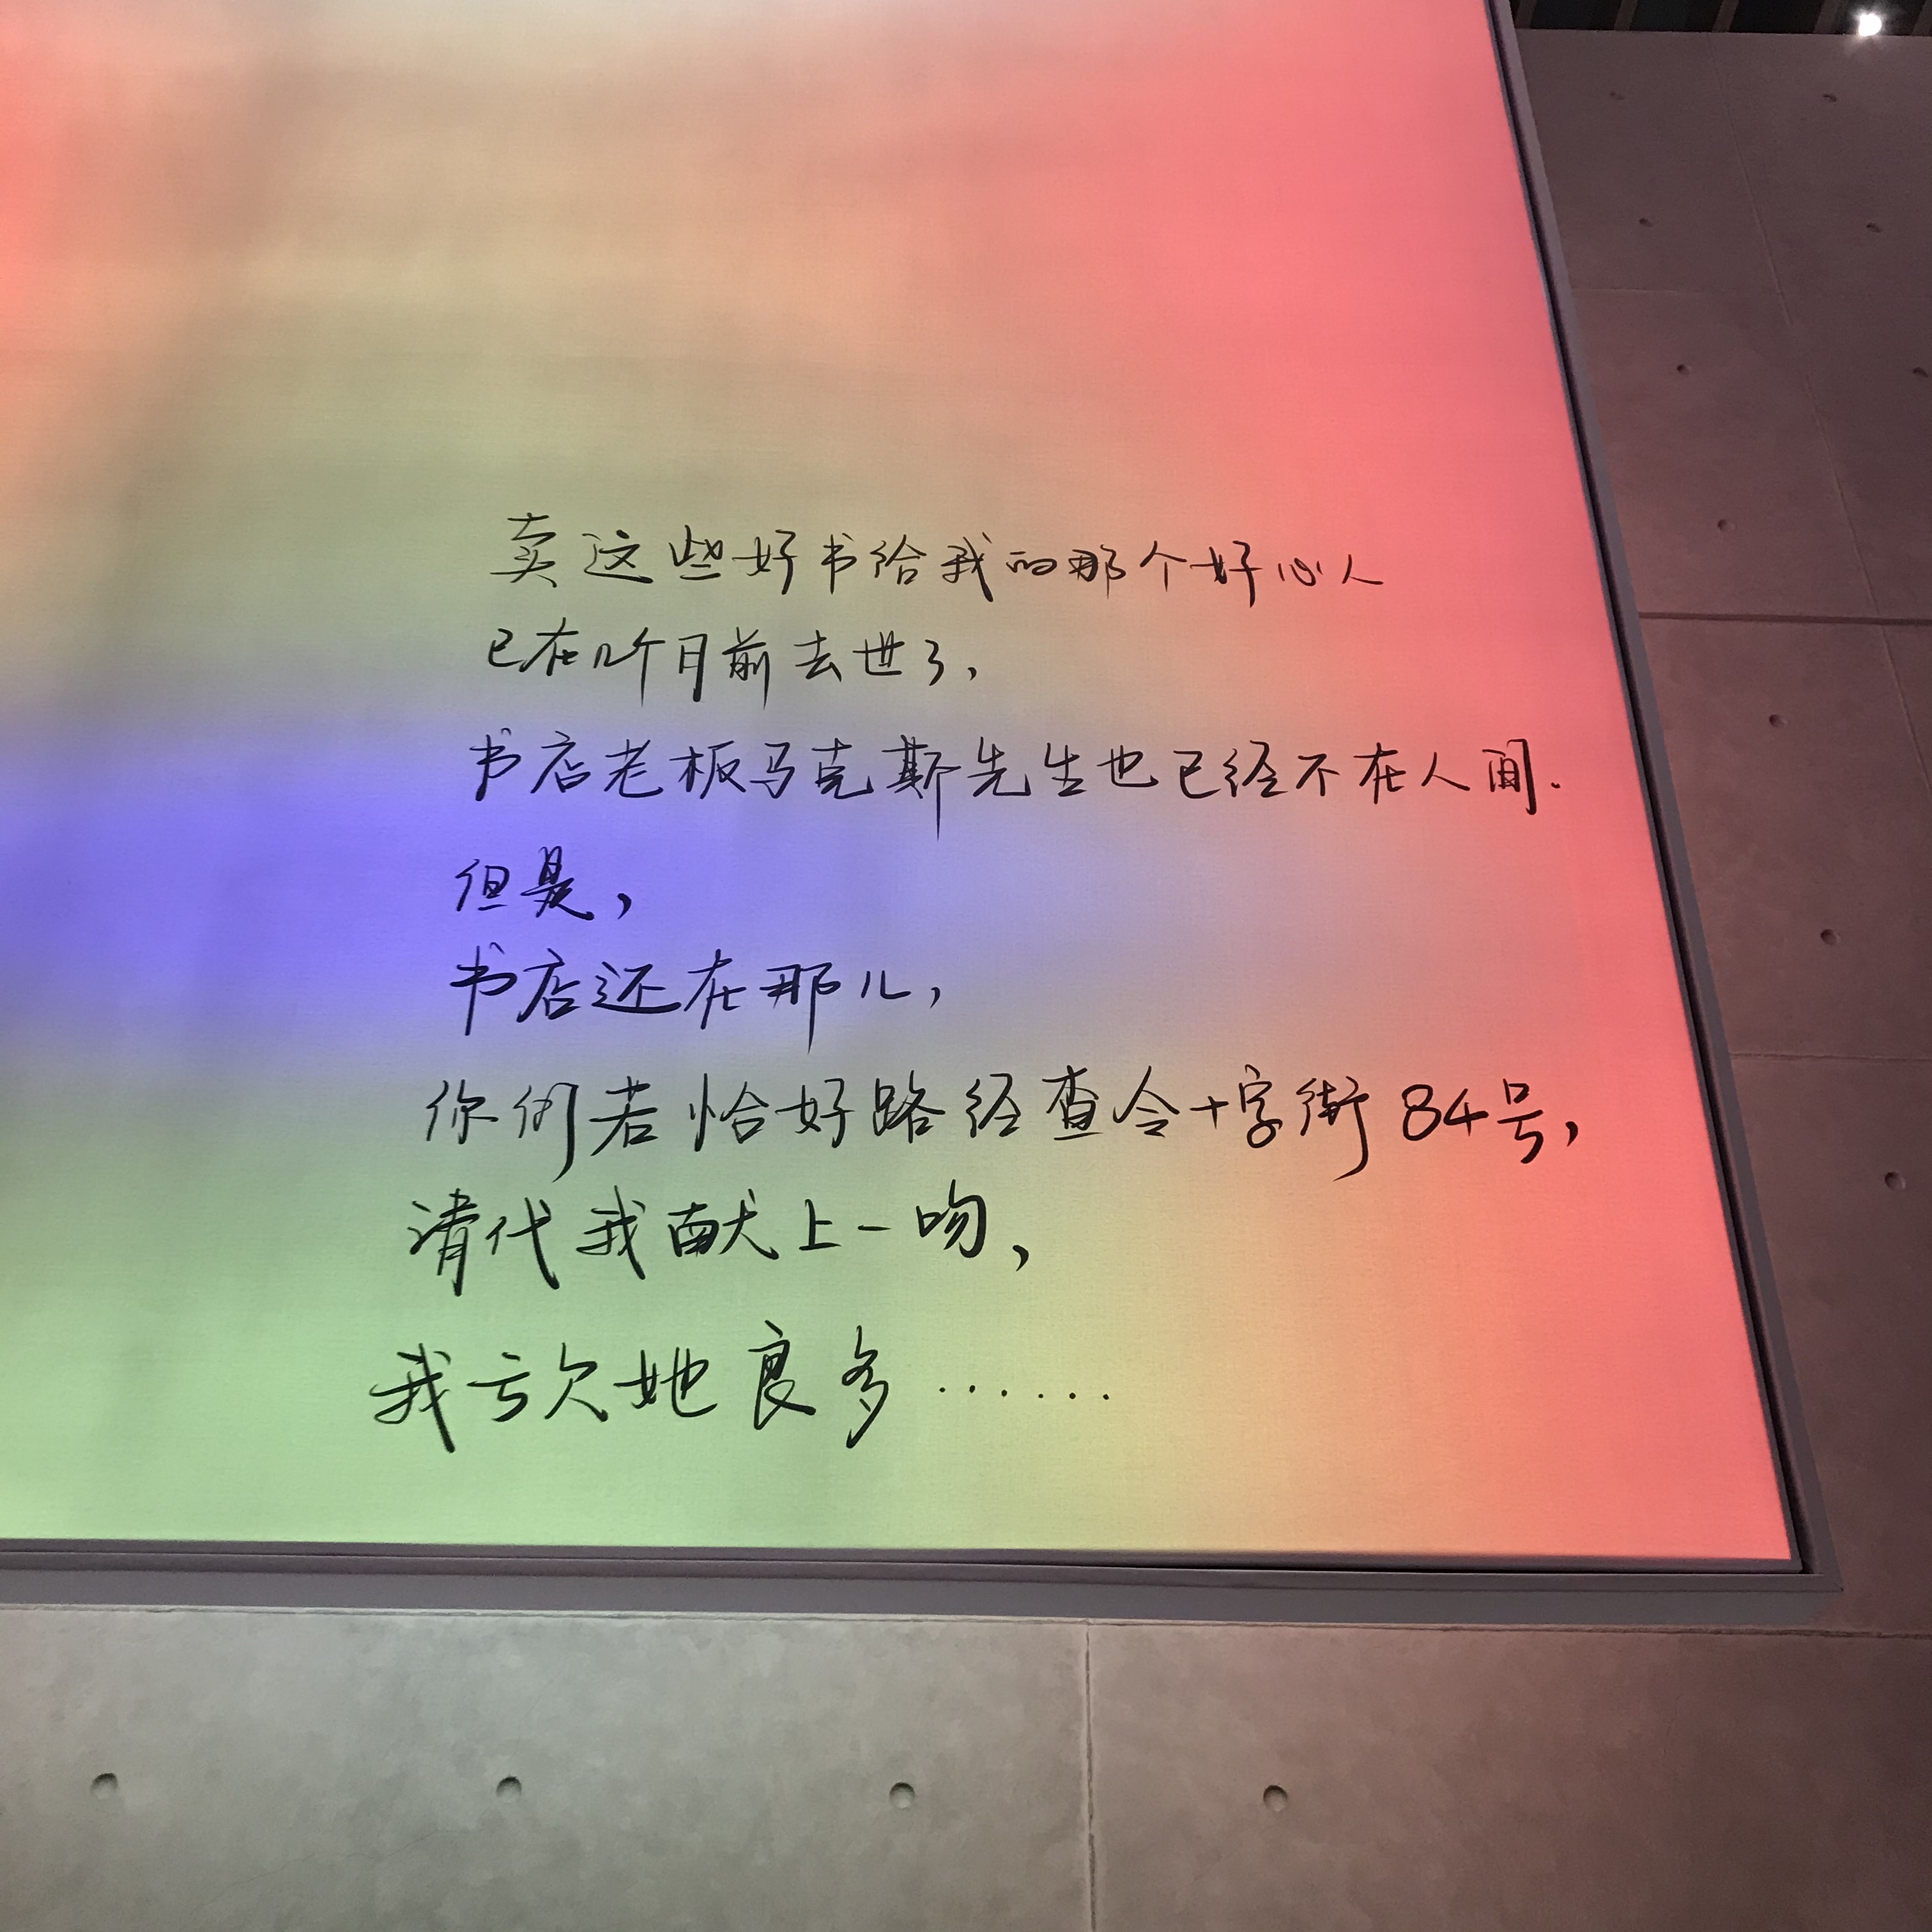 卖这些好书给我的那个好心人
已在几个月前去世了，
书店老板马克斯先生也已经不在人间.
但是，
书店还在那儿，
你们若恰好路经查令十字街84号，
请代我献上一吻，
我亏欠她良多……